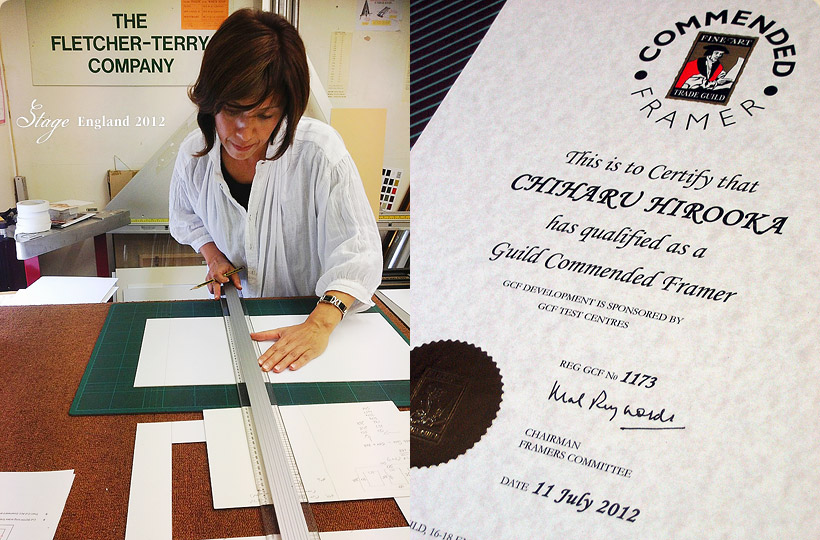 THE
FLETCHER-TERRY
COMPANY
Stage England 2012
COMMENDED
FINE ART
TRADE GUILD
FRAMER
This is to Certify that
CHIHARU HIROOKA
has qualified as a
Guild Commended Framer
GCF DEVELOPMENT IS SPONSORED BY
GCF TEST CENTRES
REG GCF No 1173
Mal Reynolds
CHAIRMAN
FRAMERS COMMITTEE
DATE 11 July 2012